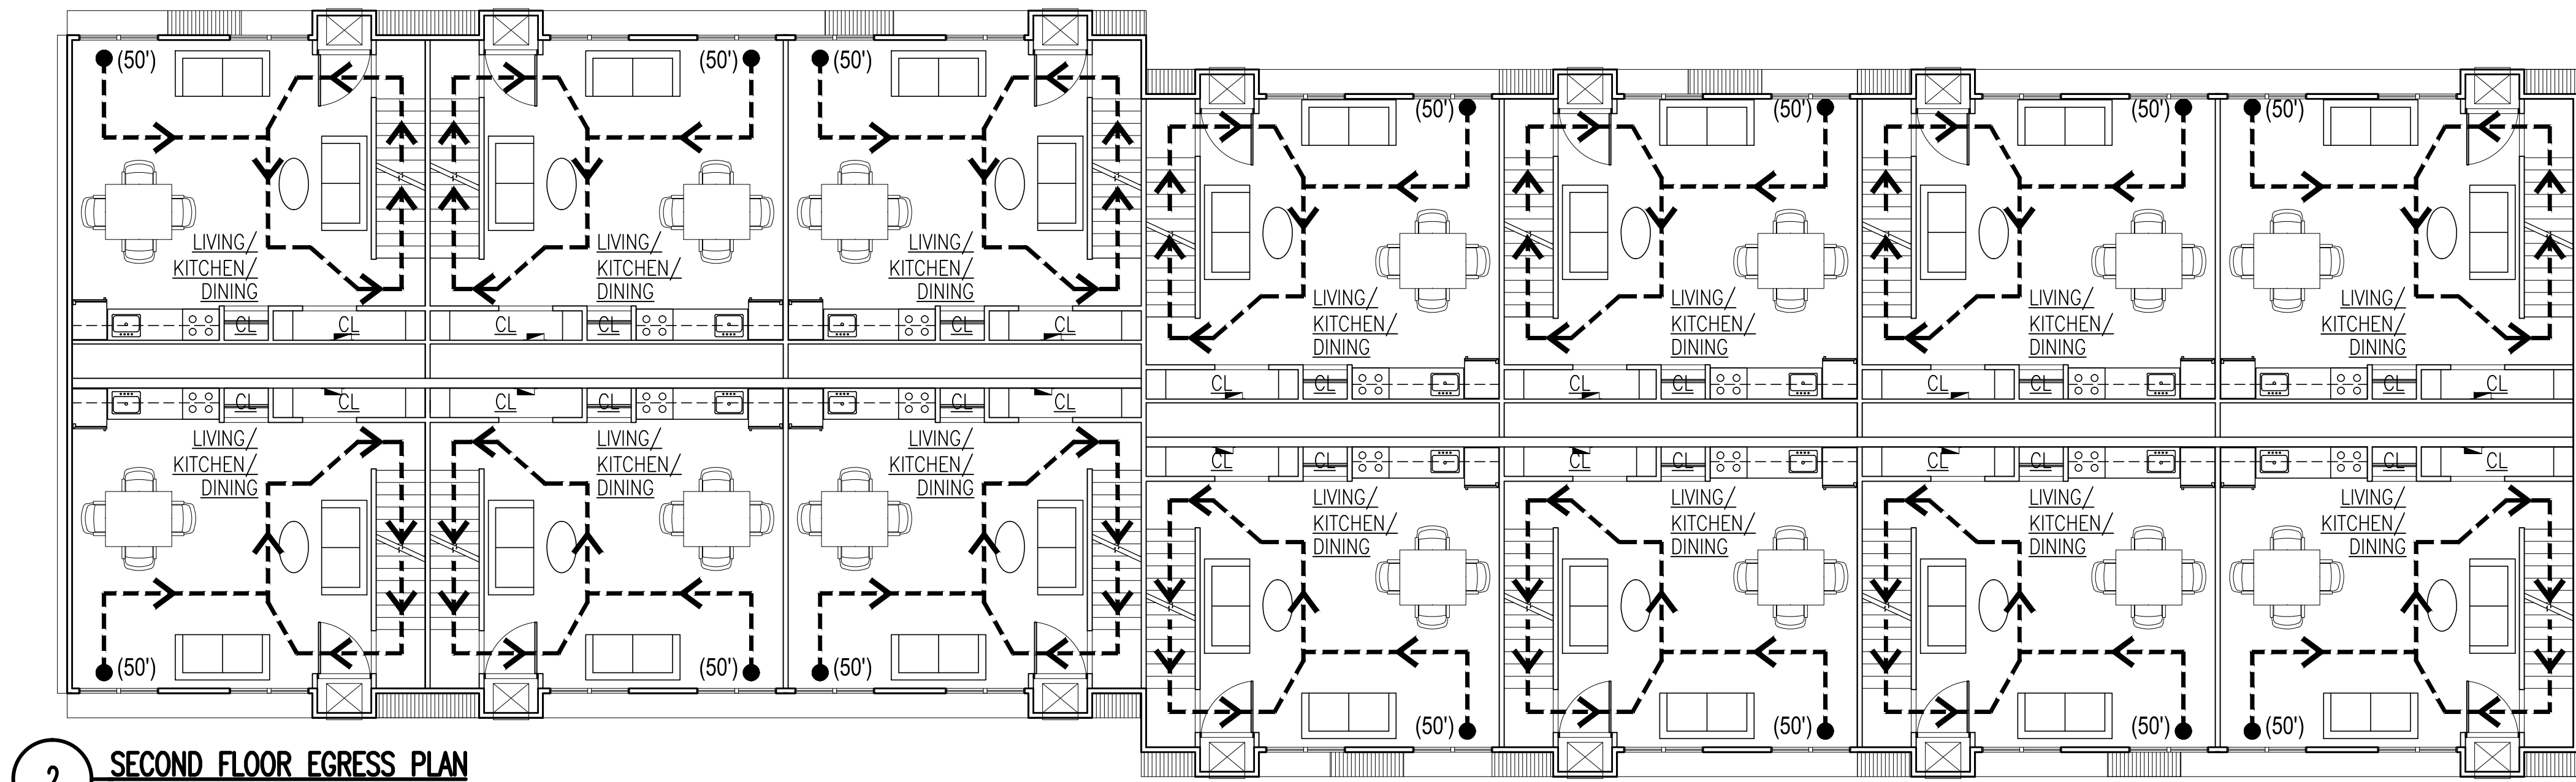 (50')
LIVING/
KITCHEN/
DINING
CL
CL
(50')
LIVING/
KITCHEN/
DINING
CL
CL
(50')
LIVING/
KITCHEN/
DINING
CL
CL
(50')
LIVING/
KITCHEN/
DINING
CL
CL
(50')
LIVING/
KITCHEN/
DINING
CL
CL
(50')
LIVING/
KITCHEN/
DINING
CL
CL
(50')
LIVING/
KITCHEN/
DINING
CL
CL
CL
CL
LIVING/
KITCHEN/
DINING
(50')
CL
CL
LIVING/
KITCHEN/
DINING
(50')
CL
CL
LIVING/
KITCHEN/
DINING
(50')
CL
CL
LIVING/
KITCHEN/
DINING
(50')
CL
CL
LIVING/
KITCHEN/
DINING
(50')
CL
CL
LIVING/
KITCHEN/
DINING
(50')
CL
CL
LIVING/
KITCHEN/
DINING
(50')
2
SECOND FLOOR EGRESS PLAN